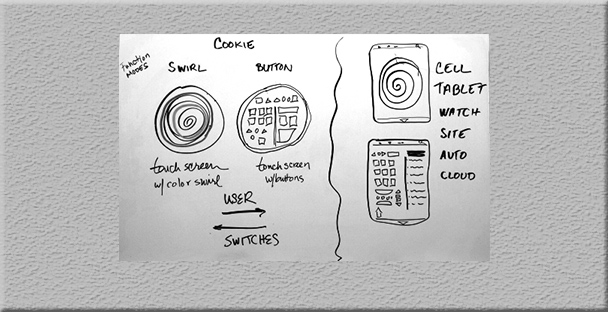 COOKIE
Function
MODES
SWIRL
BUTTON
touch screen
w/ color swirl
touch screen
w/buttons
USER
SWITCHES
CELL
TABLET
WATCH
SITE
AUTO
CLOUD